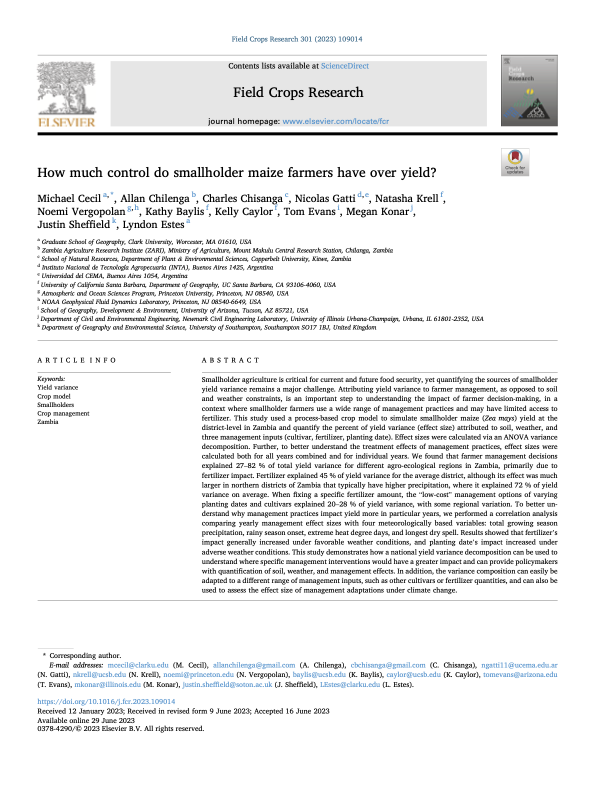 Field Crops Research 301 (2023) 109014
Contents lists available at ScienceDirect
Field Crops Research
journal homepage: www.elsevier.com/locate/fcr
ELSEVIER
Field Crops
Research
Check for
updates
How much control do smallholder maize farmers have over yield?
Michael Cecil a,*, Allan Chilenga b, Charles Chisanga c, Nicolas Gatti d,e, Natasha Krell f,
Noemi Vergopolan g,h, Kathy Baylis f, Kelly Caylor f, Tom Evans i, Megan Konar j,
Justin Sheffield k, Lyndon Estes a
a Graduate School of Geography, Clark University, Worcester, MA 01610, USA
b Zambia Agriculture Research Institute (ZARI), Ministry of Agriculture, Mount Makulu Central Research Station, Chilanga, Zambia
c School of Natural Resources, Department of Plant & Environmental Sciences, Copperbelt University, Kitwe, Zambia
d Instituto Nacional de Tecnología Agropecuaria (INTA), Buenos Aires 1425, Argentina
e Universidad del CEMA, Buenos Aires 1054, Argentina
f University of California Santa Barbara, Department of Geography, UC Santa Barbara, CA 93106-4060, USA
g Atmospheric and Ocean Sciences Program, Princeton University, Princeton, NJ 08540, USA
h NOAA Geophysical Fluid Dynamics Laboratory, Princeton, NJ 08540-6649, USA
i School of Geography, Development & Environment, University of Arizona, Tucson, AZ 85721, USA
j Department of Civil and Environmental Engineering, Newmark Civil Engineering Laboratory, University of Illinois Urbana-Champaign, Urbana, IL 61801-2352, USA
k Department of Geography and Environmental Science, University of Southampton, Southampton SO17 1BJ, United Kingdom
ARTICLE INFO
Keywords:
Yield variance
Crop model
Smallholders
Crop management
Zambia
ABSTRACT
Smallholder agriculture is critical for current and future food security, yet quantifying the sources of smallholder
yield variance remains a major challenge. Attributing yield variance to farmer management, as opposed to soil
and weather constraints, is an important step to understanding the impact of farmer decision-making, in a
context where smallholder farmers use a wide range of management practices and may have limited access to
fertilizer. This study used a process-based crop model to simulate smallholder maize (Zea mays) yield at the
district-level in Zambia and quantify the percent of yield variance (effect size) attributed to soil, weather, and
three management inputs (cultivar, fertilizer, planting date). Effect sizes were calculated via an ANOVA variance
decomposition. Further, to better understand the treatment effects of management practices, effect sizes were
calculated both for all years combined and for individual years. We found that farmer management decisions
explained 27–82 % of total yield variance for different agro-ecological regions in Zambia, primarily due to
fertilizer impact. Fertilizer explained 45 % of yield variance for the average district, although its effect was much
larger in northern districts of Zambia that typically have higher precipitation, where it explained 72 % of yield
variance on average. When fixing a specific fertilizer amount, the “low-cost” management options of varying
planting dates and cultivars explained 20–28 % of yield variance, with some regional variation. To better un-
derstand why management practices impact yield more in particular years, we performed a correlation analysis
comparing yearly management effect sizes with four meteorologically based variables: total growing season
precipitation, rainy season onset, extreme heat degree days, and longest dry spell. Results showed that fertilizer's
impact generally increased under favorable weather conditions, and planting date's impact increased under
adverse weather conditions. This study demonstrates how a national yield variance decomposition can be used to
understand where specific management interventions would have a greater impact and can provide policymakers
with quantification of soil, weather, and management effects. In addition, the variance composition can easily be
adapted to a different range of management inputs, such as other cultivars or fertilizer quantities, and can also be
used to assess the effect size of management adaptations under climate change.
* Corresponding author.
E-mail addresses: mcecil@clarku.edu (M. Cecil), allanchilenga@gmail.com (A. Chilenga), cbchisanga@gmail.com (C. Chisanga), ngatti11@ucema.edu.ar
(N. Gatti), nkrell@ucsb.edu (N. Krell), noemi@princeton.edu (N. Vergopolan), baylis@ucsb.edu (K. Baylis), caylor@ucsb.edu (K. Caylor), tomevans@arizona.edu
(T. Evans), mkonar@illinois.edu (M. Konar), justin.sheffield@soton.ac.uk (J. Sheffield), LEstes@clarku.edu (L. Estes).
https://doi.org/10.1016/j.fcr.2023.109014
Received 12 January 2023; Received in revised form 9 June 2023; Accepted 16 June 2023
Available online 29 June 2023
0378-4290/© 2023 Elsevier B.V. All rights reserved.